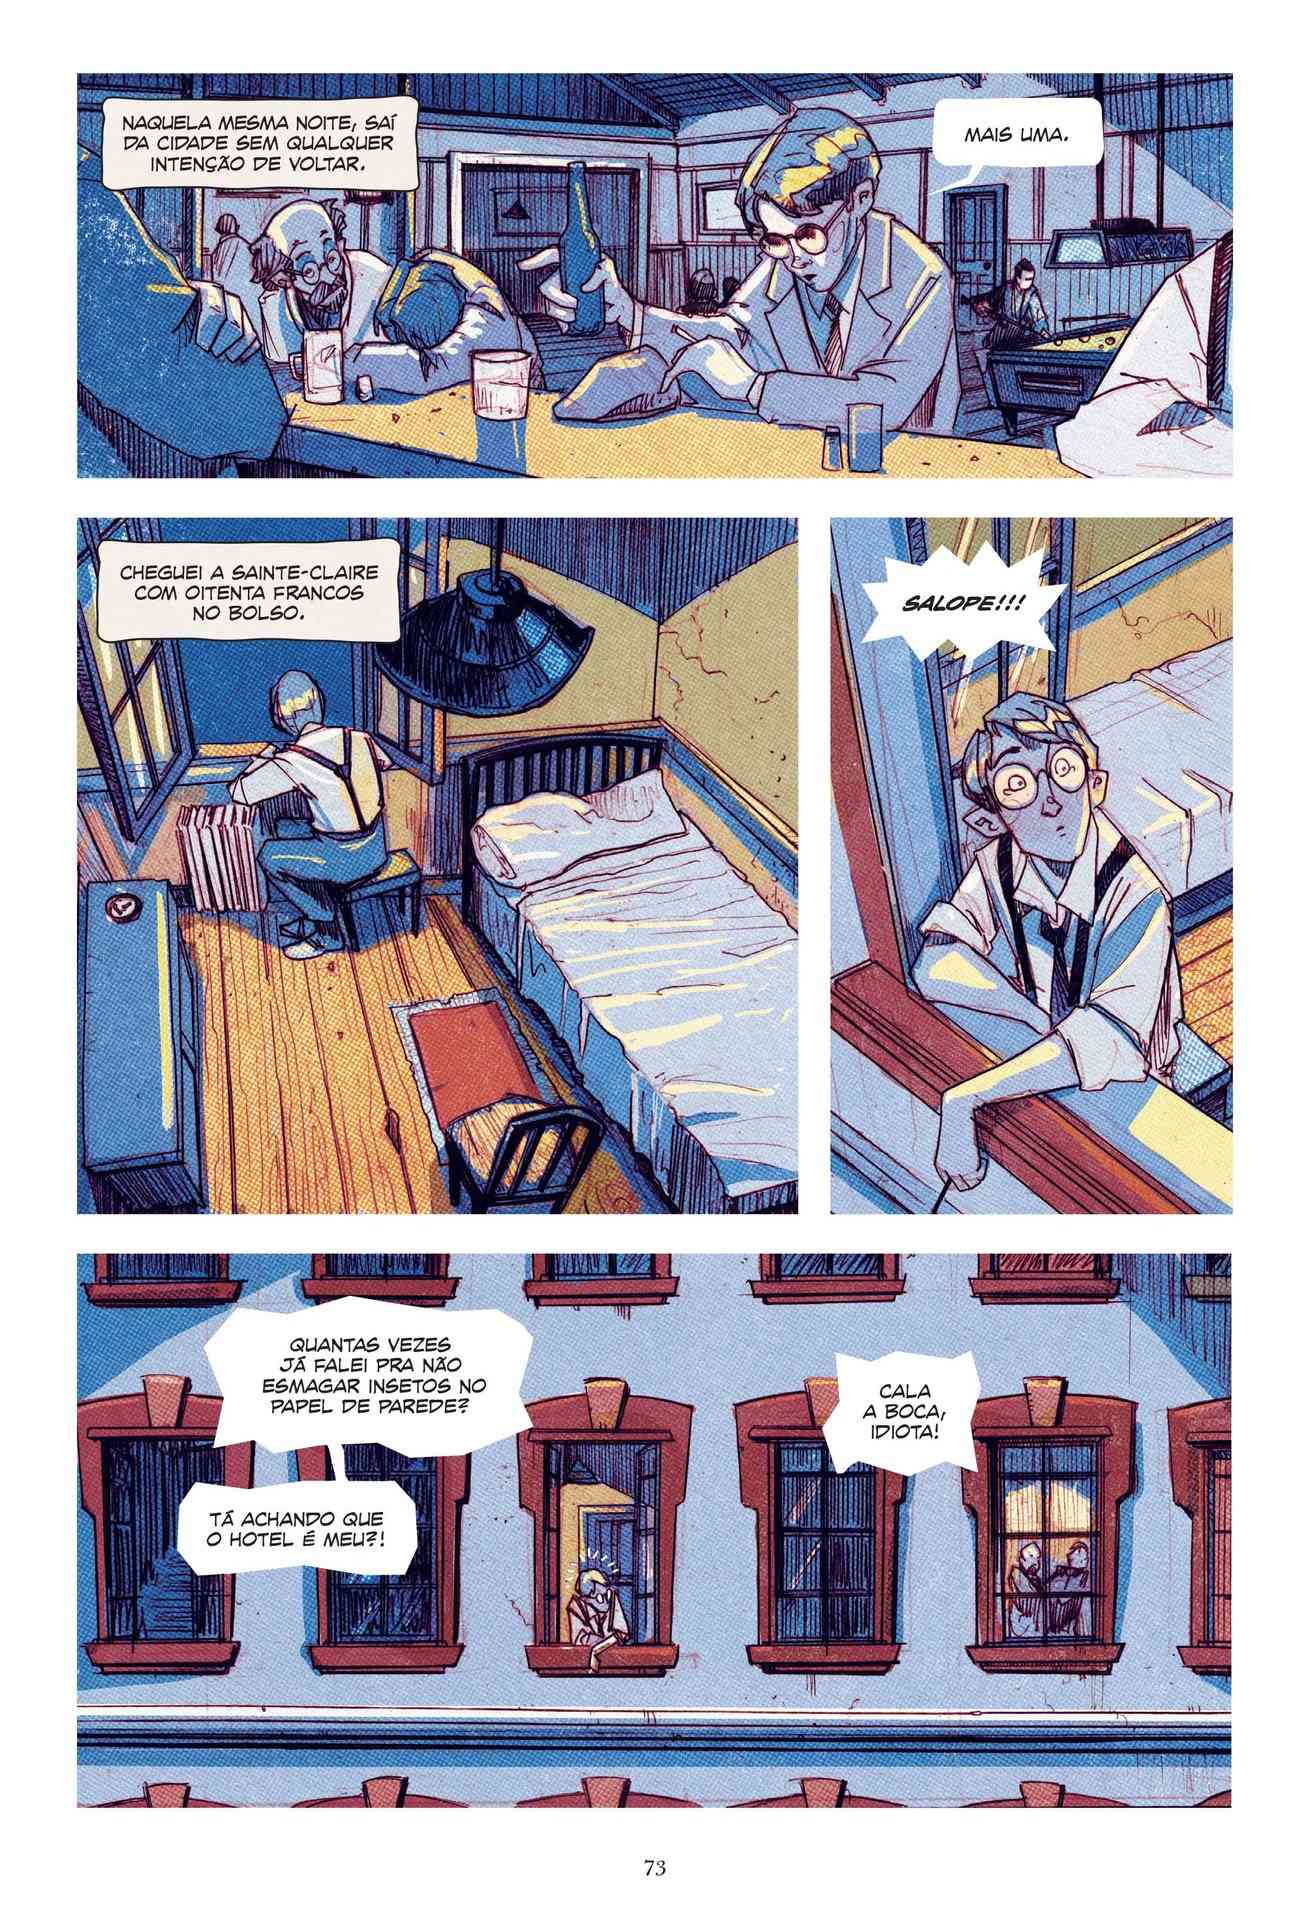 NAQUELA MESMA NOITE, SAÍ
DA CIDADE SEM QUALQUER
INTENÇÃO DE VOLTAR.
MAIS UMA.
CHEGUEI A SAINTE-CLAIRE
COM OITENTA FRANCOS
NO BOLSO.
SALOPE!!!
QUANTAS VEZES
JÁ FALEI PRA NÃO
ESMAGAR INSETOS NO
PAPEL DE PAREDE?
TÁ ACHANDO QUE
O HOTEL É MEU?!
CALA
A BOCA,
IDIOTA!
73